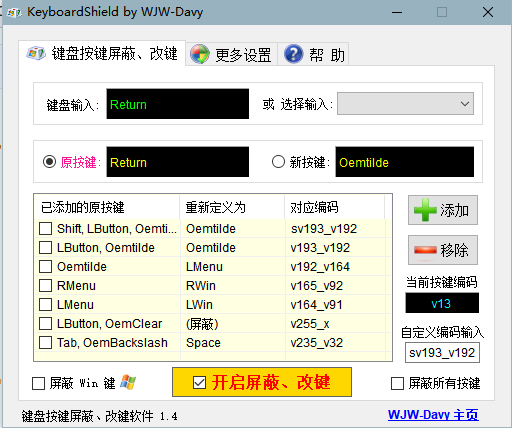 KeyboardShield by WJW-Davy
键盘按键屏蔽、改键 更多设置 帮 助
键盘输入: Return 或 选择输入:
原按键: Return 新按键: Oemtilde
已添加的原按键 重新定义为 对应编码
Shift, LButton, Oemti... Oemtilde sv193_v192
LButton, Oemtilde Oemtilde v193_v192
Oemtilde LMenu v192_v164
RMenu RWin v165_v92
LMenu LWin v164_v91
LButton, OemClear (屏蔽) v255_x
Tab, OemBackslash Space v235_v32
添加
移除
当前按键编码
v13
自定义编码输入
sv193_v192
屏蔽 Win 键 开启屏蔽、改键 屏蔽所有按键
键盘按键屏蔽、改键软件 1.4 WJW-Davy 主页